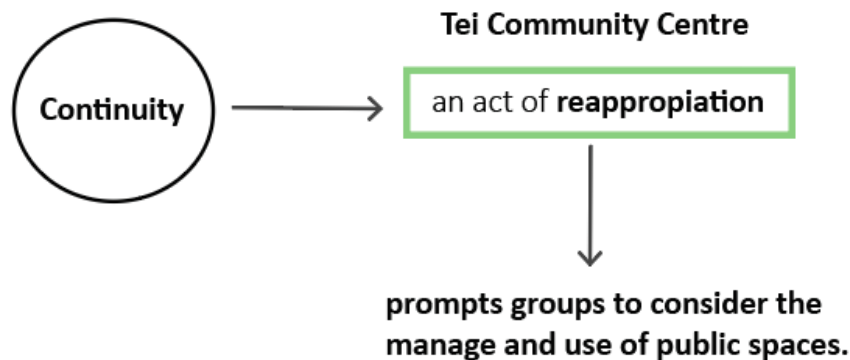 Tei Community Centre
Continuity
an act of reappropiation
prompts groups to consider the
manage and use of public spaces.